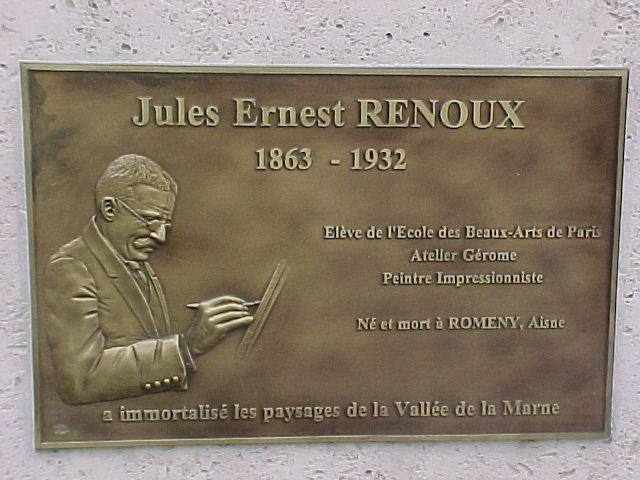 Jules Ernest RENOUX
1863 - 1932
Elève de l'Ecole des Beaux-Arts de Paris
Atelier Gérome
Peintre Impressionniste
Né et mort à ROMENY, Aisne
a immortalisé les paysages de la Vallée de la Marne